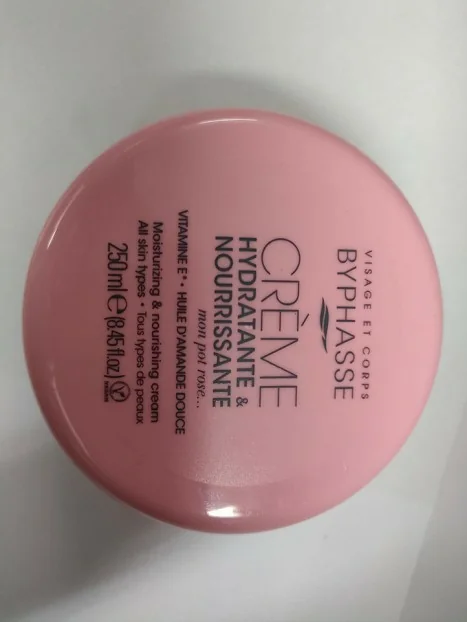 VISAGE ET CORPS
BYPHASSE
CRÈME
HYDRATANTE &
NOURRISSANTE
mon pot rose...
VITAMINE E* • HUILE D'AMANDE DOUCE
Moisturizing & nourishing cream
All skin types • Tous types de peaux
250 ml e (8.45 fl.oz)
VEGAN